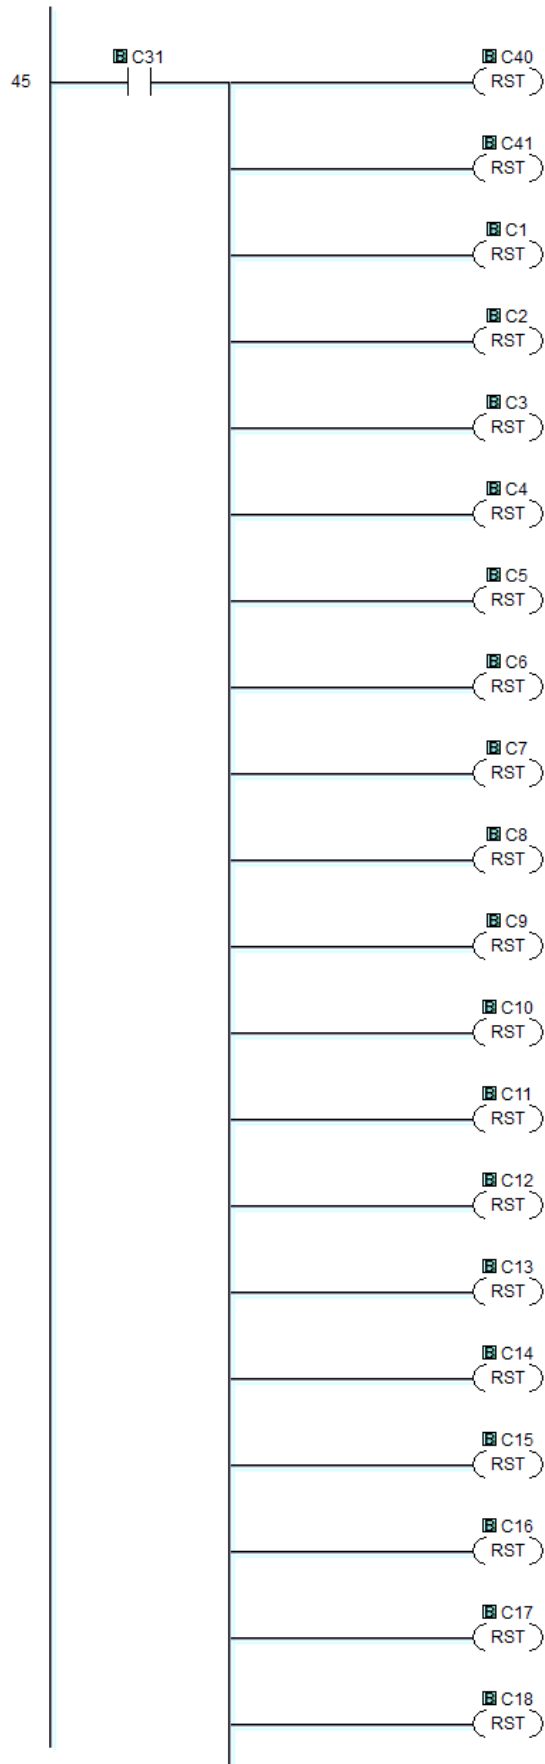 B C31
B C40
45
RST
B C41
RST
B C1
RST
B C2
RST
B C3
RST
B C4
RST
B C5
RST
B C6
RST
B C7
RST
B C8
RST
B C9
RST
B C10
RST
B C11
RST
B C12
RST
B C13
RST
B C14
RST
B C15
RST
B C16
RST
B C17
RST
B C18
RST